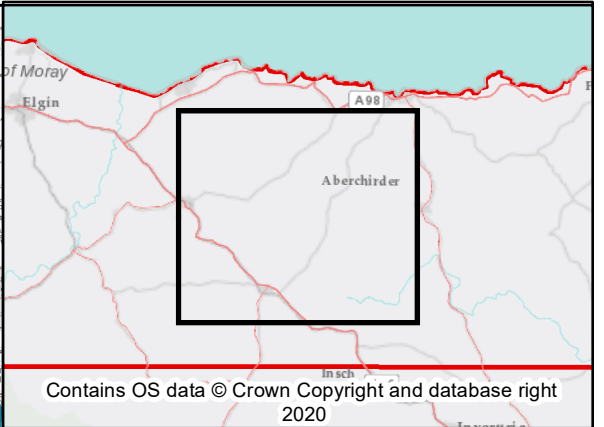 of Moray
Elgin
A98
F
Aberchirder
Insch
Contains OS data © Crown Copyright and database right
2020